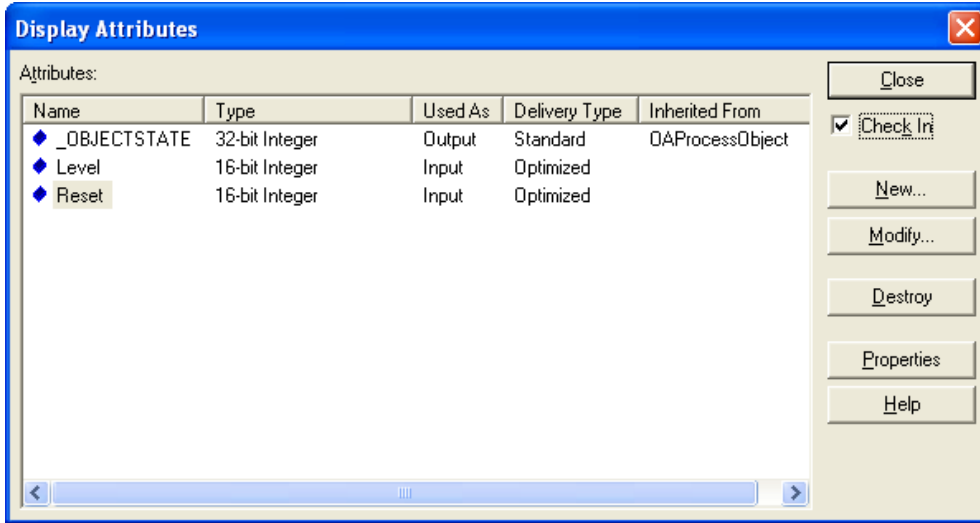 Display Attributes
Attributes:
Close
Name Type Used As Delivery Type Inherited From
Check In
_OBJECTSTATE 32-bit Integer Output Standard OAProcessObject
Level 16-bit Integer Input Optimized
Reset 16-bit Integer Input Optimized
New...
Modify...
Destroy
Properties
Help